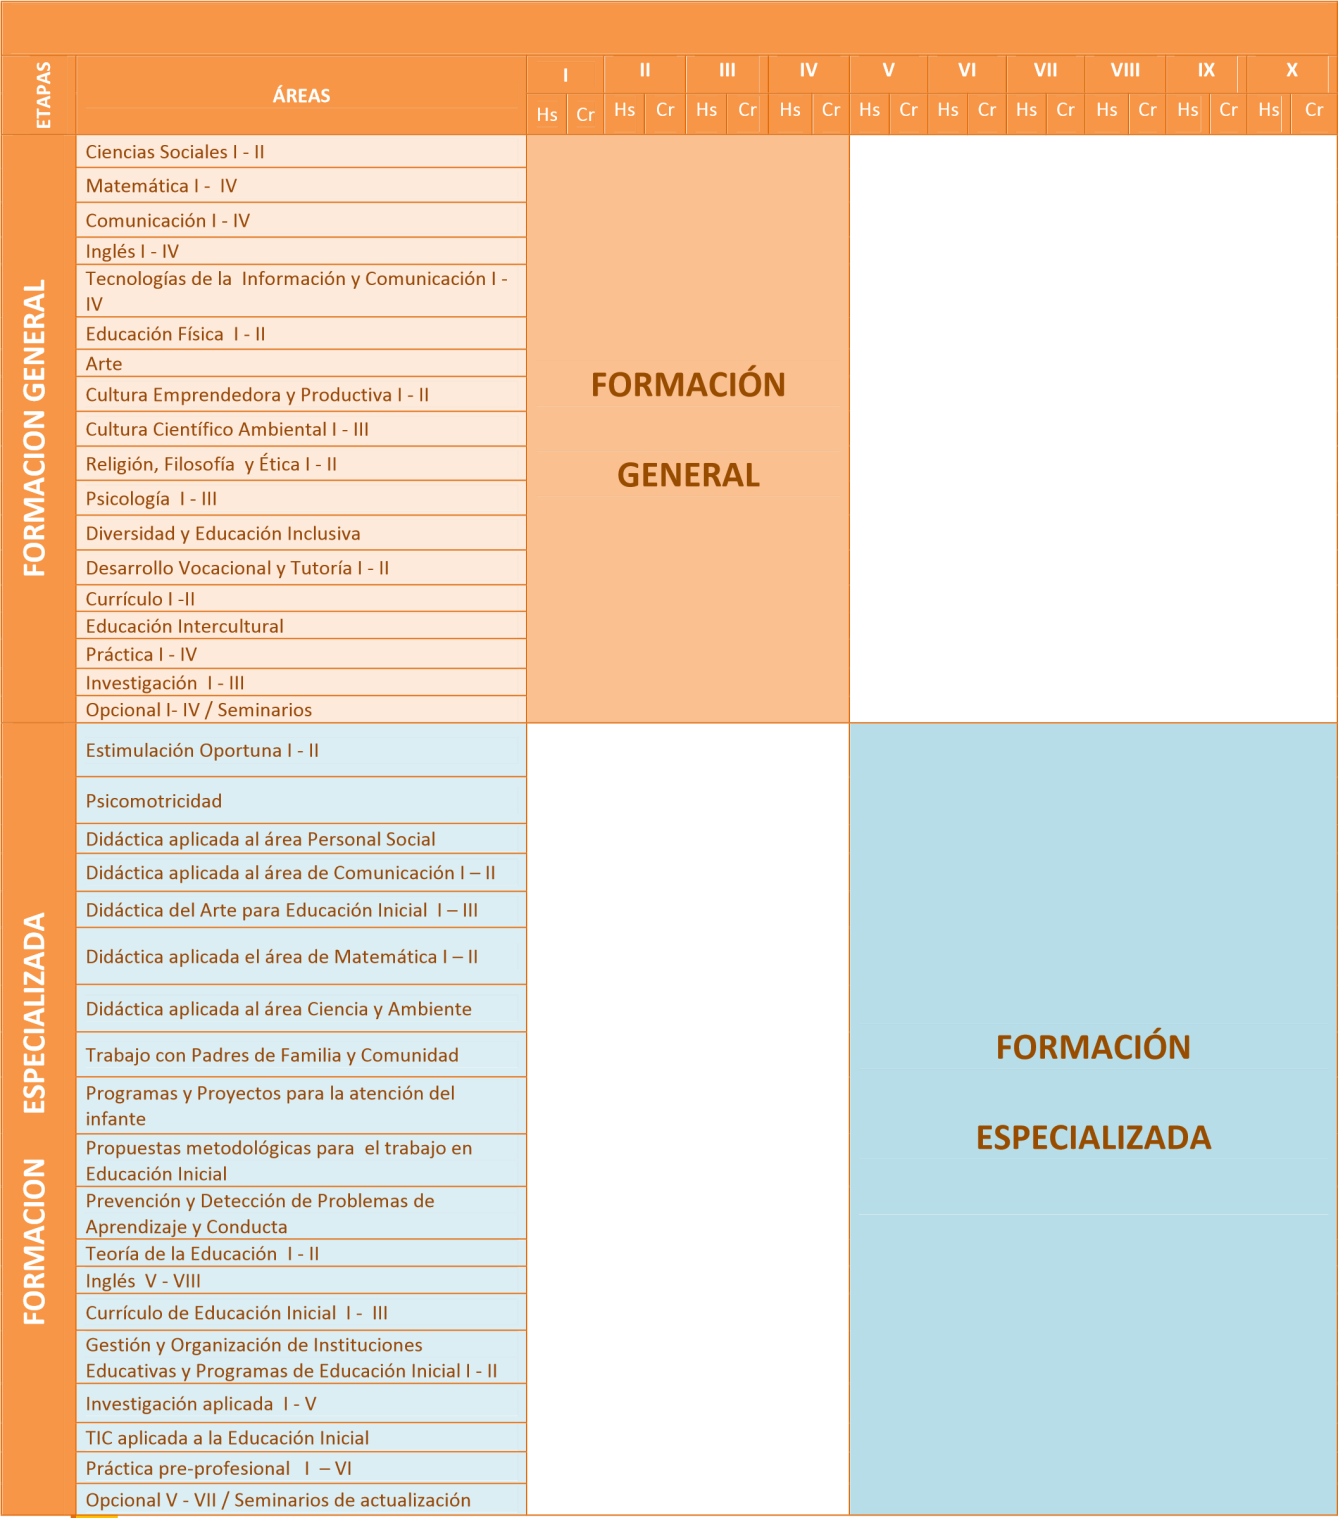 ETAPAS
ÁREAS
I
II
III
IV
V
VI
VII
VIII
IX
X
Hs Cr Hs Cr Hs Cr Hs Cr Hs Cr Hs Cr Hs Cr Hs Cr Hs Cr Hs Cr
FORMACION GENERAL
Ciencias Sociales I - II
Matemática I - IV
Comunicación I - IV
Inglés I - IV
Tecnologías de la Información y Comunicación I -
IV
Educación Física I - II
Arte
Cultura Emprendedora y Productiva I - II
Cultura Científico Ambiental I - III
Religión, Filosofía y Ética I - II
Psicología I - III
Diversidad y Educación Inclusiva
Desarrollo Vocacional y Tutoría I - II
Currículo I -II
Educación Intercultural
Práctica I - IV
Investigación I - III
Opcional I- IV / Seminarios
FORMACIÓN
GENERAL
FORMACION ESPECIALIZADA
Estimulación Oportuna I - II
Psicomotricidad
Didáctica aplicada al área Personal Social
Didáctica aplicada al área de Comunicación I – II
Didáctica del Arte para Educación Inicial I – III
Didáctica aplicada el área de Matemática I – II
Didáctica aplicada al área Ciencia y Ambiente
Trabajo con Padres de Familia y Comunidad
Programas y Proyectos para la atención del
infante
Propuestas metodológicas para el trabajo en
Educación Inicial
Prevención y Detección de Problemas de
Aprendizaje y Conducta
Teoría de la Educación I - II
Inglés V - VIII
Currículo de Educación Inicial I - III
Gestión y Organización de Instituciones
Educativas y Programas de Educación Inicial I - II
Investigación aplicada I - V
TIC aplicada a la Educación Inicial
Práctica pre-profesional I – VI
Opcional V - VII / Seminarios de actualización
FORMACIÓN
ESPECIALIZADA